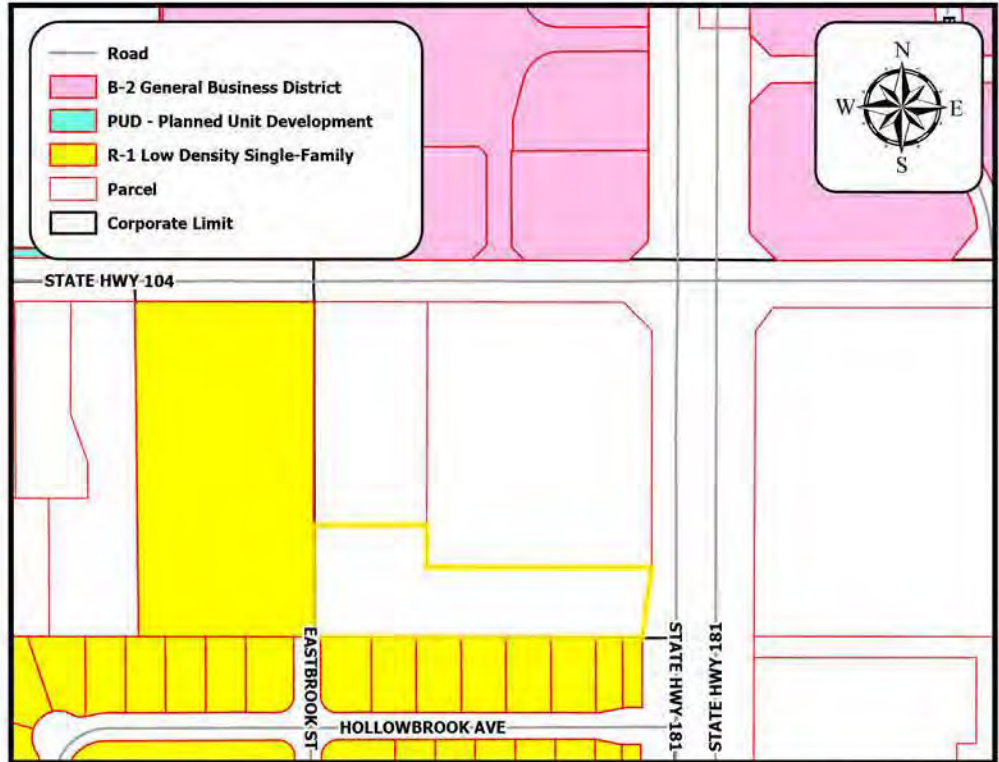 Road
B-2 General Business District
PUD - Planned Unit Development
R-1 Low Density Single-Family
Parcel
Corporate Limit
N
W E
S
STATE HWY 104
EASTBROOK ST
HOLLOWBROOK AVE
STATE HWY 181
STATE HWY 181